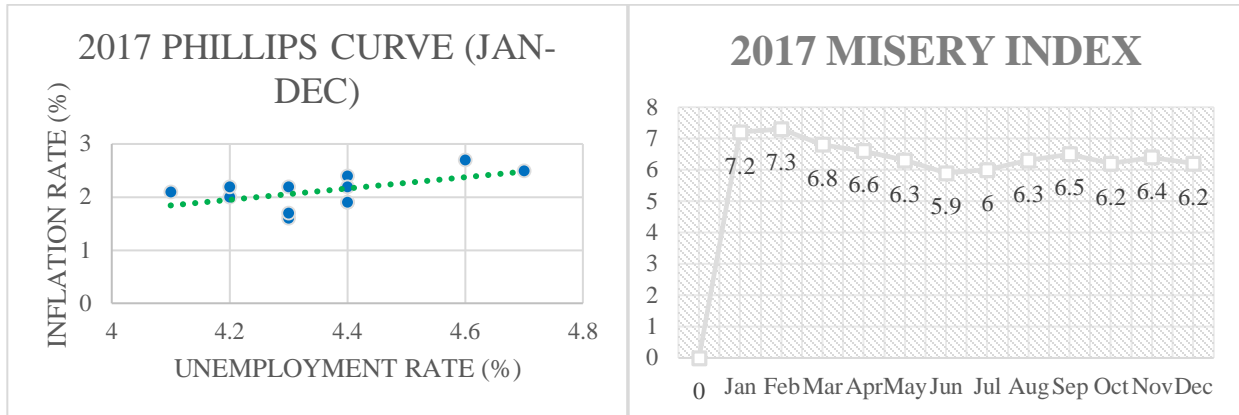 2017 PHILLIPS CURVE (JAN-
DEC)
INFLATION RATE (%)
3
2
1
0
4 4.2 4.4 4.6 4.8
UNEMPLOYMENT RATE (%)
2017 MISERY INDEX
8
7
6
5
4
3
2
1
0
7.2 7.3 6.8 6.6 6.3 5.9 6 6.3 6.5 6.2 6.4 6.2
0 Jan Feb Mar Apr May Jun Jul Aug Sep Oct Nov Dec